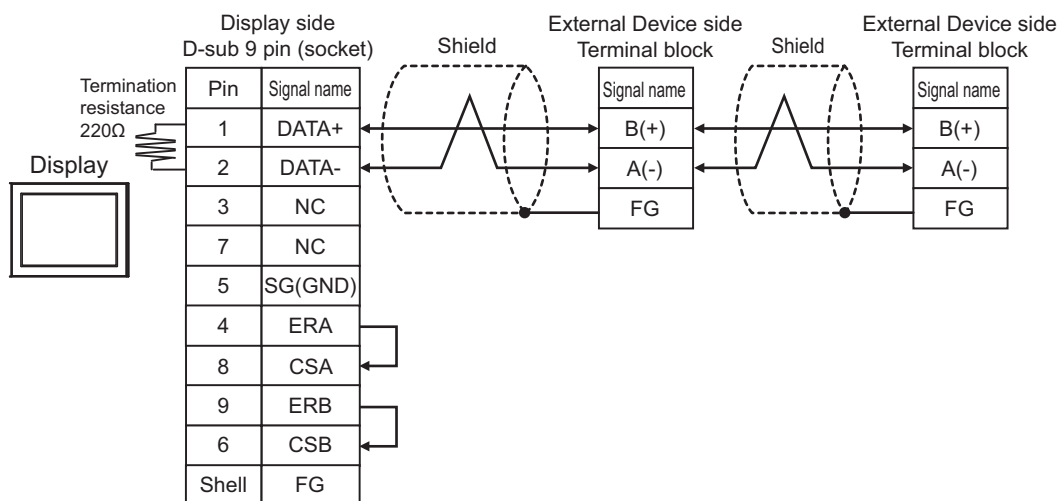 Display side
D-sub 9 pin (socket)
Shield
External Device side
Terminal block
Shield
External Device side
Terminal block
Termination
resistance
220Ω
Display
Pin Signal name
1 DATA+
2 DATA-
3 NC
7 NC
5 SG(GND)
4 ERA
8 CSA
9 ERB
6 CSB
Shell FG
Signal name
B(+)
A(-)
FG
Signal name
B(+)
A(-)
FG